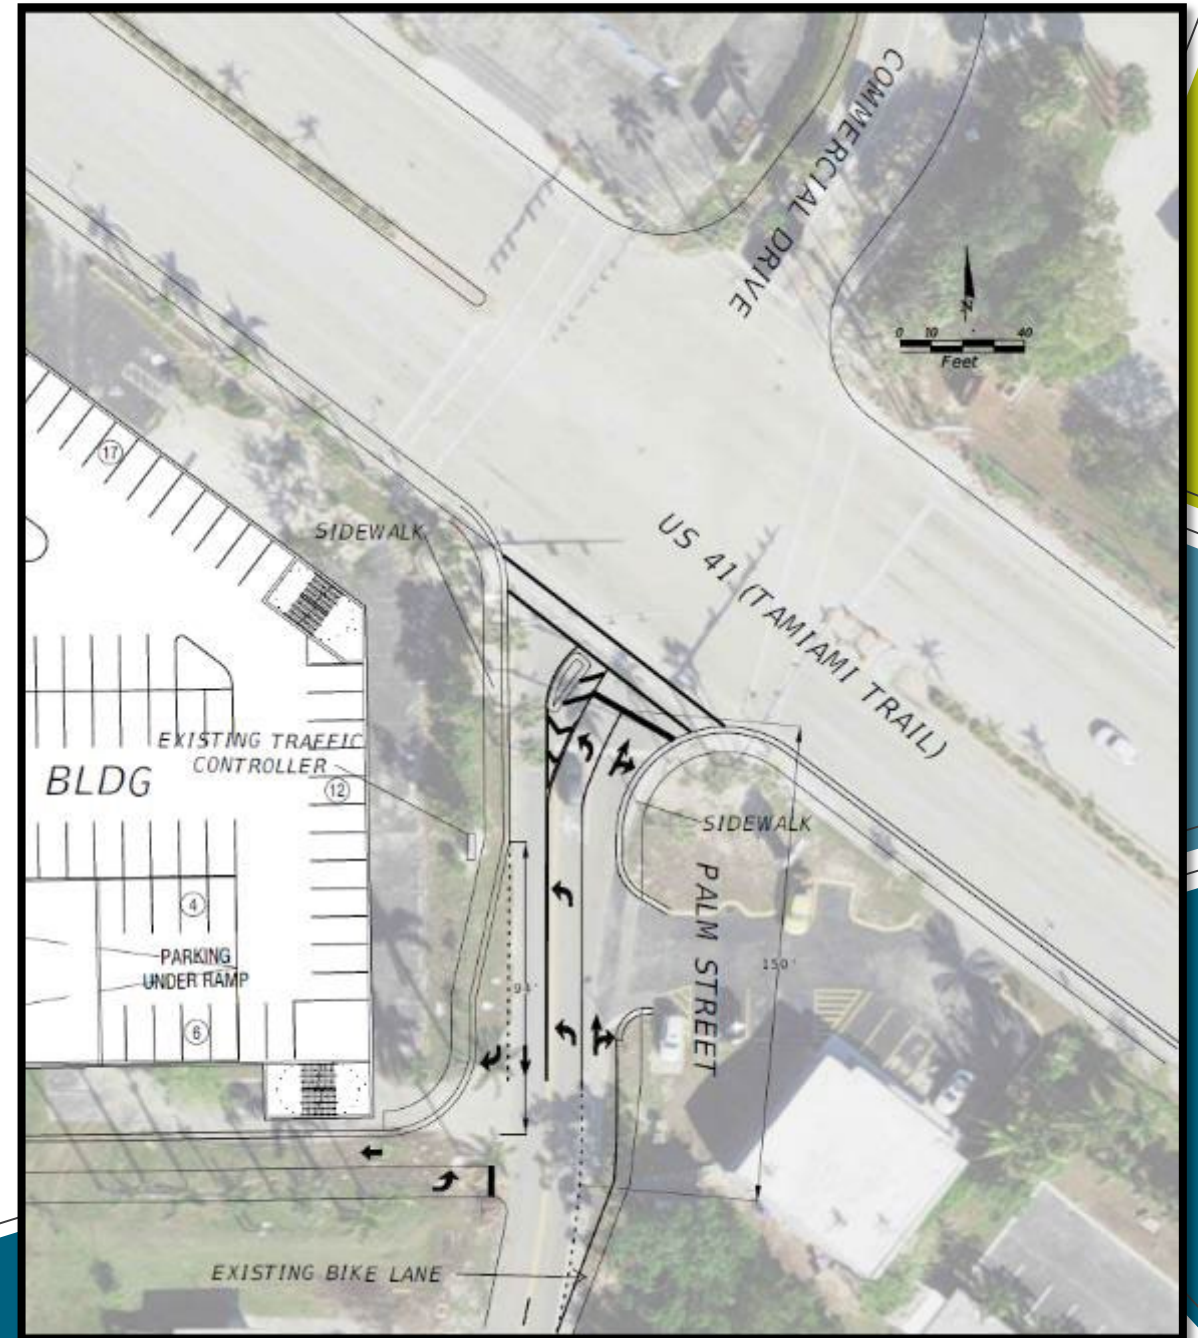 COMMERCIAL DRIVE
0 10 40
Feet
17
SIDEWALK
US 41 (TAMIAMI TRAIL)
EXISTING TRAFFIC
CONTROLLER
BLDG
12
SIDEWALK
PALM STREET
4
PARKING
UNDER RAMP
150'
6
EXISTING BIKE LANE